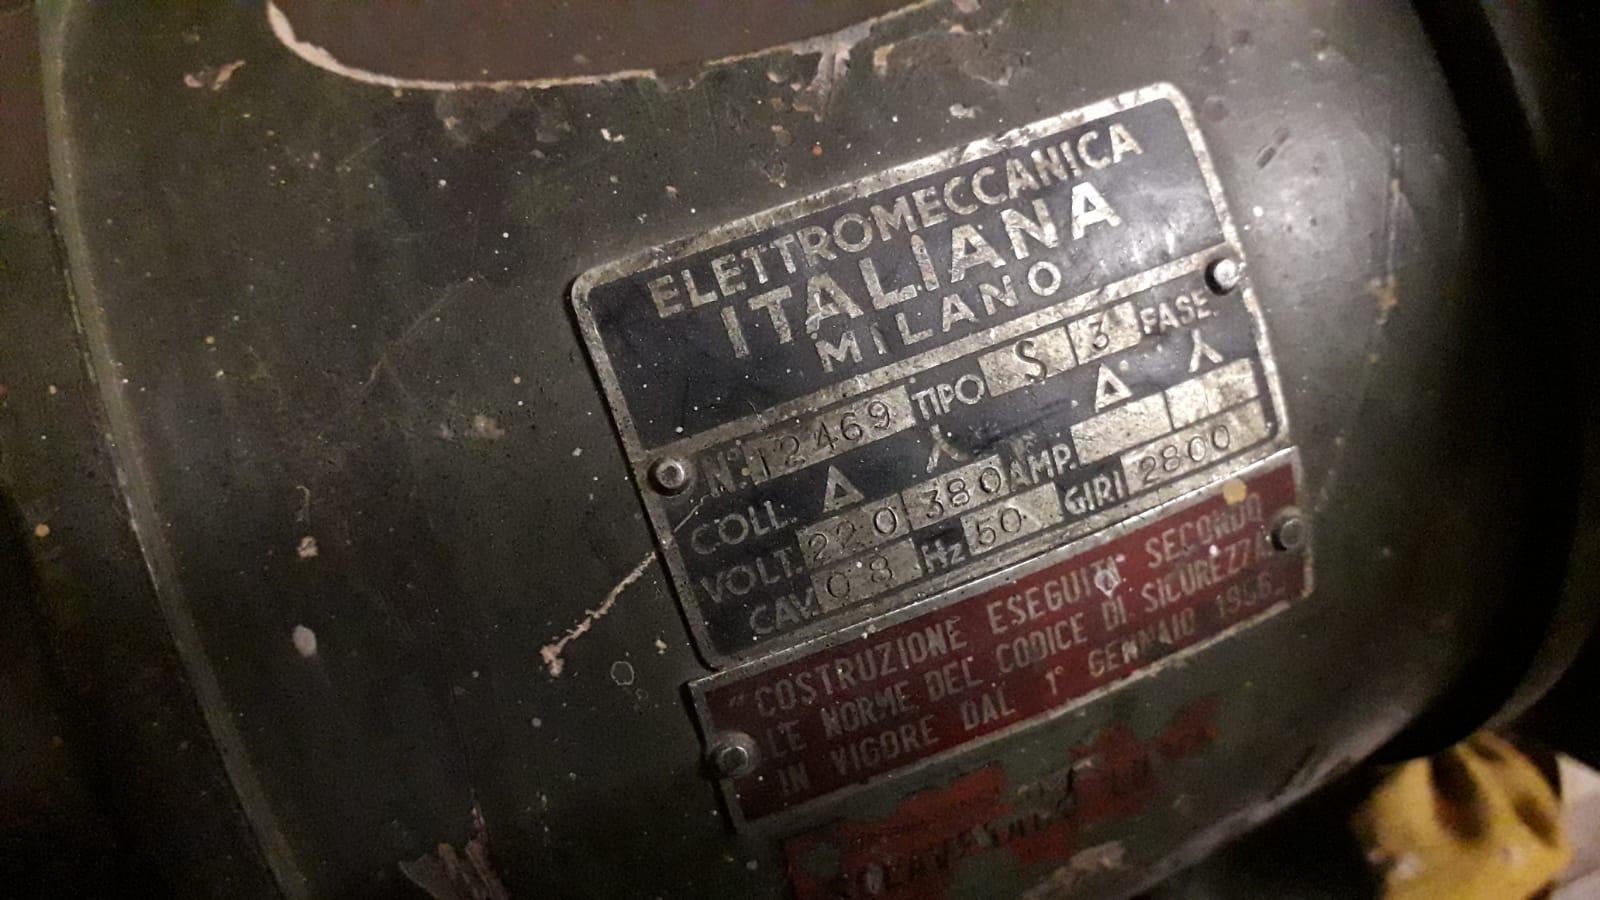 ELETTROMECCANICA
ITALIANA
MILANO
N° 12469 TIPO S 3 FASE
COLL. Δ Y Δ Y
VOLT. 220 380 AMP.
CAV. 0 8 Hz 50 GIRI 2800
"COSTRUZIONE ESEGUITA SECONDO
LE NORME DEL CODICE DI SICUREZZA
IN VIGORE DAL 1° GENNAIO 1956